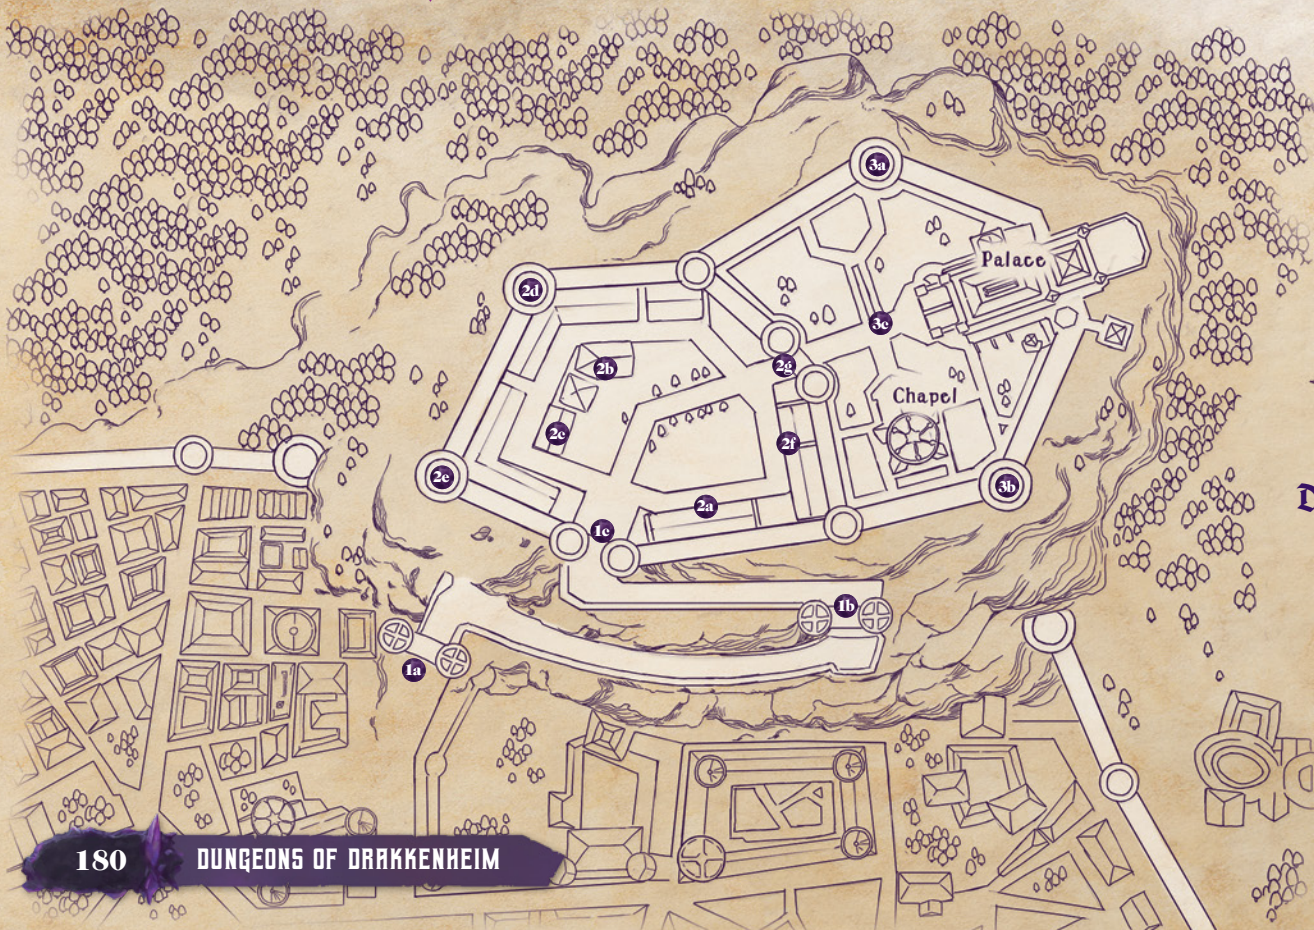 3a
Palace
2d
3c
2b
2g
Chapel
2c
2f
2e
3b
2a
1c
1b
1a
180 DUNGEONS OF DRAKKENHEIM